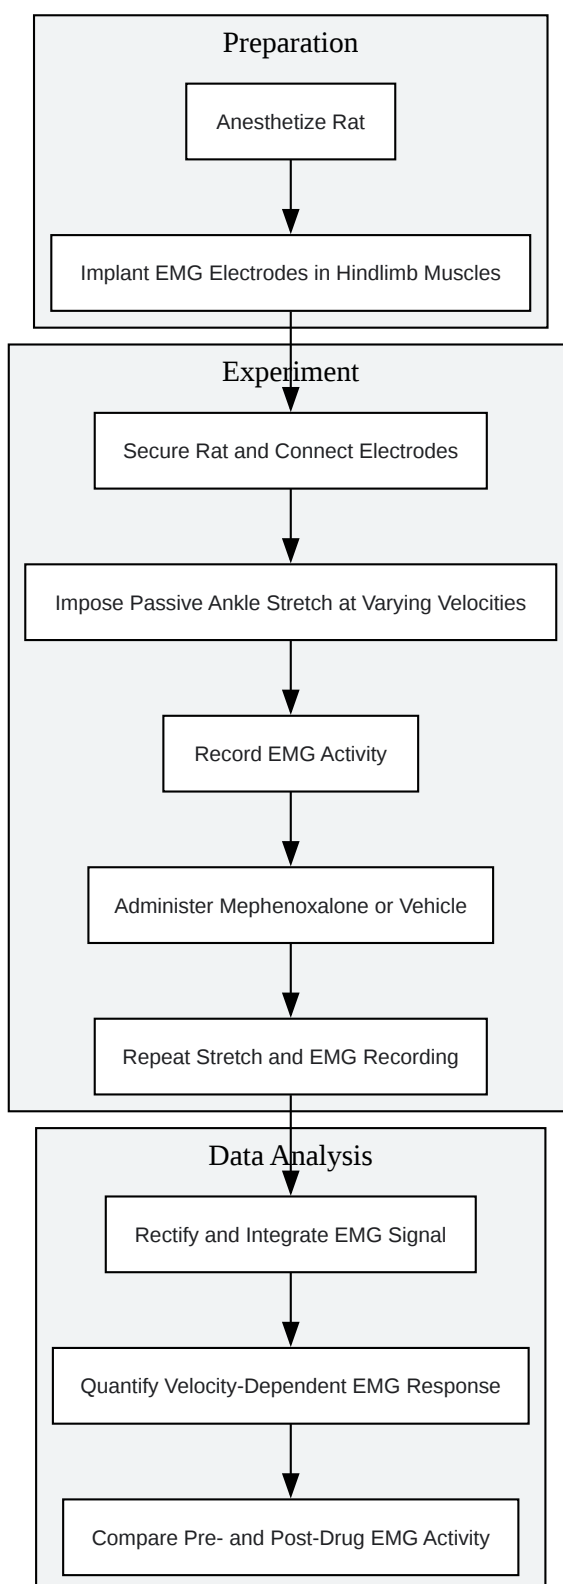 Preparation
Anesthetize Rat
Implant EMG Electrodes in Hindlimb Muscles
Experiment
Secure Rat and Connect Electrodes
Impose Passive Ankle Stretch at Varying Velocities
Record EMG Activity
Administer Mephenoxalone or Vehicle
Repeat Stretch and EMG Recording
Data Analysis
Rectify and Integrate EMG Signal
Quantify Velocity-Dependent EMG Response
Compare Pre- and Post-Drug EMG Activity